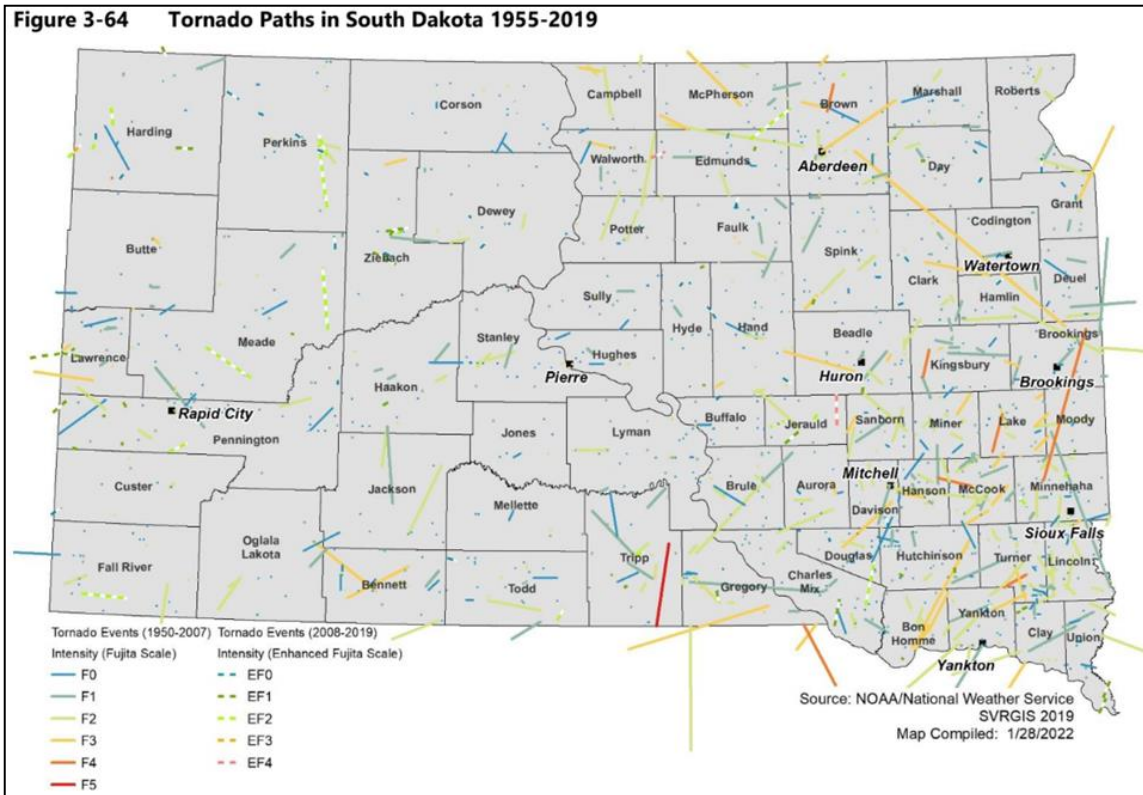 Figure 3-64 Tornado Paths in South Dakota 1955-2019
Harding
Perkins
Corson
Campbell
McPherson
Brown
Marshall
Roberts
Walworth
Edmunds
Aberdeen
Day
Grant
Butte
Dewey
Ziebach
Potter
Faulk
Spink
Codington
Watertown
Clark
Deuel
Hamlin
Sully
Hyde
Hand
Beadle
Brookings
Lawrence
Meade
Stanley
Hughes
Kingsbury
Haakon
Pierre
Huron
Brookings
Rapid City
Pennington
Jones
Lyman
Buffalo
Jerauld
Sanborn
Miner
Lake
Moody
Custer
Jackson
Mellette
Brule
Aurora
Mitchell
Davison
Hanson
McCook
Minnehaha
Sioux Falls
Fall River
Oglala
Lakota
Bennett
Todd
Tripp
Gregory
Charles
Mix
Douglas
Hutchinson
Turner
Lincoln
Bon
Homme
Yankton
Clay
Union
Yankton
Tornado Events (1950-2007) Tornado Events (2008-2019)
Intensity (Fujita Scale) Intensity (Enhanced Fujita Scale)
F0 EF0
F1 EF1
F2 EF2
F3 EF3
F4 EF4
F5
Source: NOAA/National Weather Service
SVRGIS 2019
Map Compiled: 1/28/2022